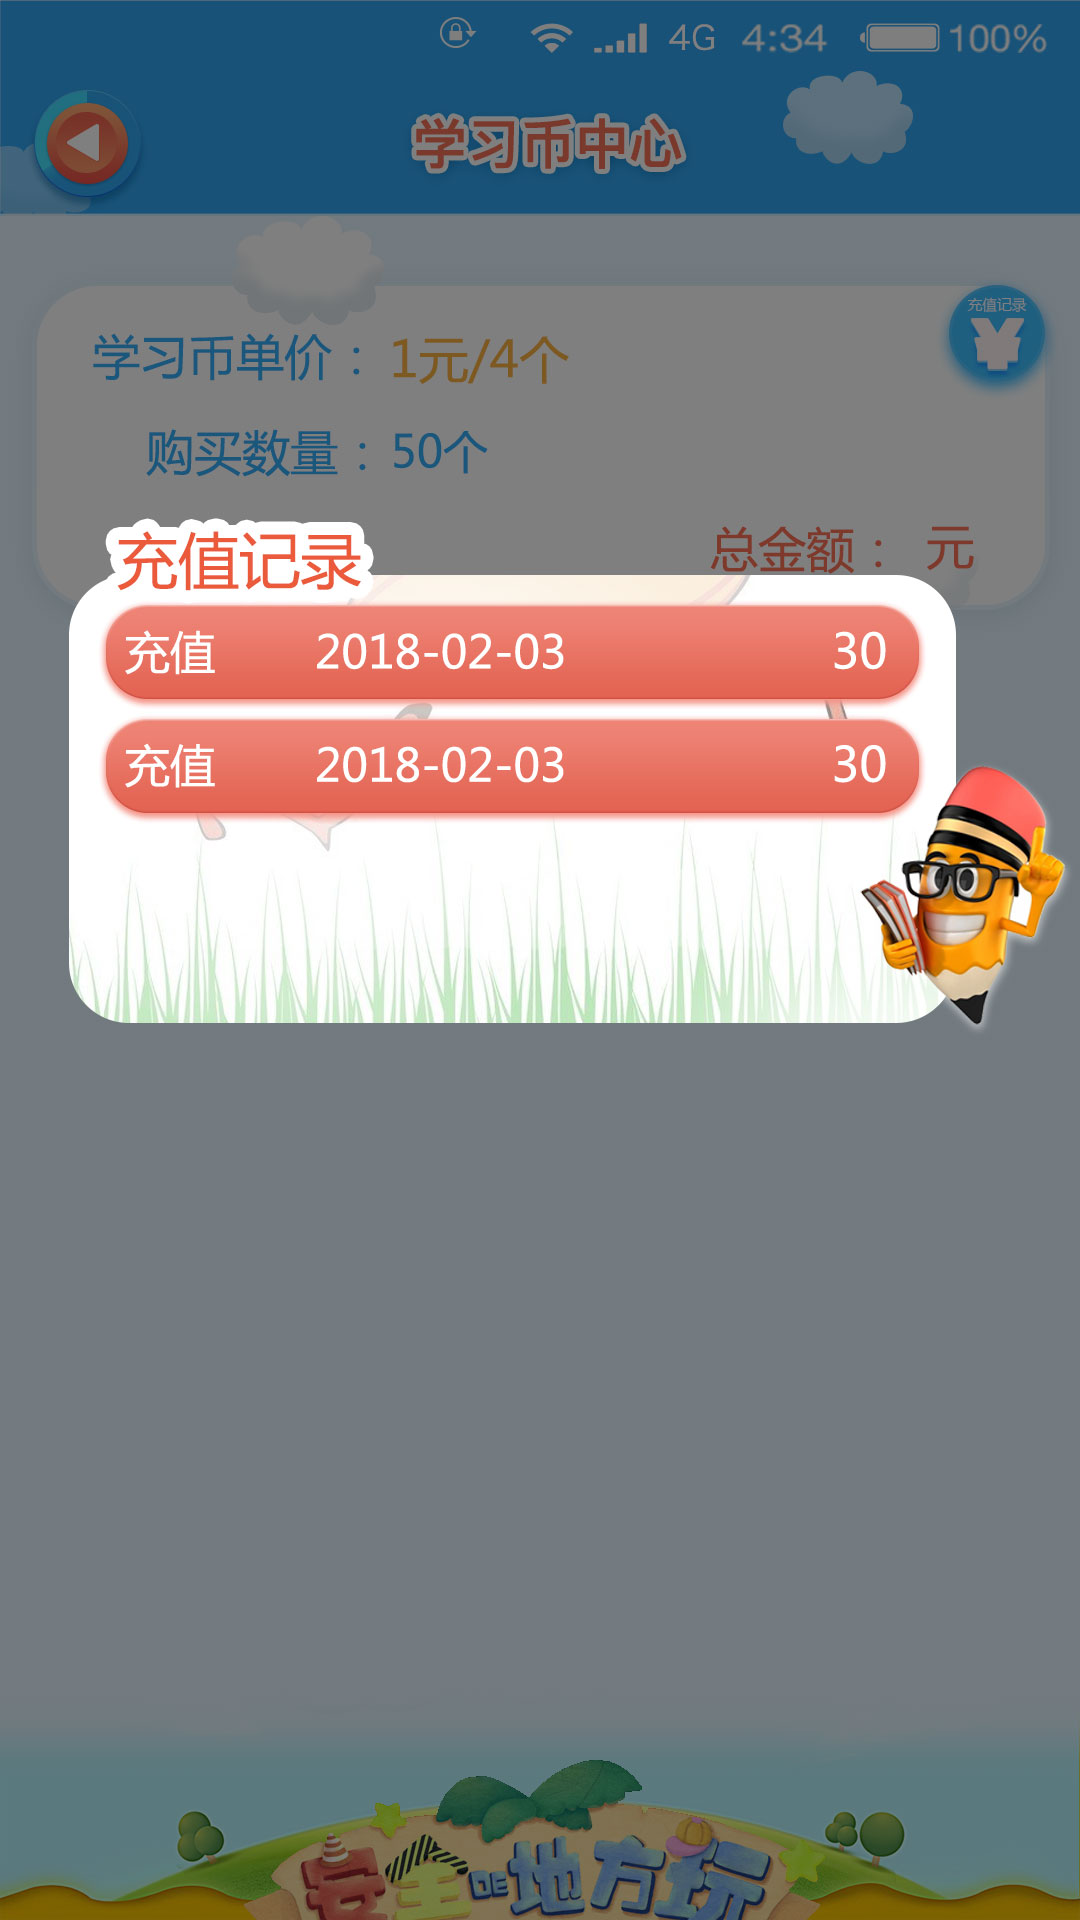 4G 4:34 100%
学习币中心
充值记录
学习币单价： 1元/4个
购买数量： 50个
总金额： 元
充值记录
充值 2018-02-03 30
充值 2018-02-03 30
安全DE地方玩